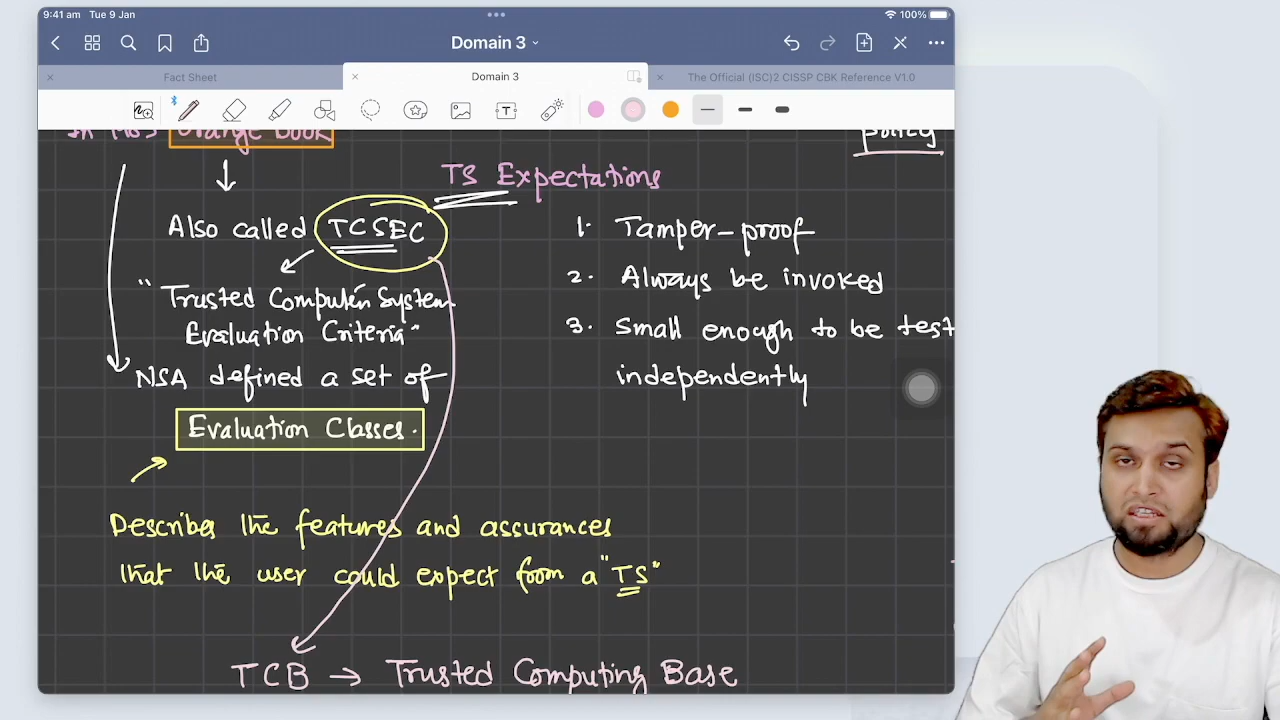 9:41 am Tue 9 Jan
100%
Domain 3
Fact Sheet
Domain 3
The Official (ISC)2 CISSP CBK Reference V1.0
Orange Book
policy
TS Expectations
Also called TCSEC
"Trusted Computer System
Evaluation Criteria"
NSA defined a set of
Evaluation Classes.
1. Tamper-proof
2. Always be invoked
3. Small enough to be test
independently
Describes the features and assurances
that the user could expect from a "TS"
TCB → Trusted Computing Base